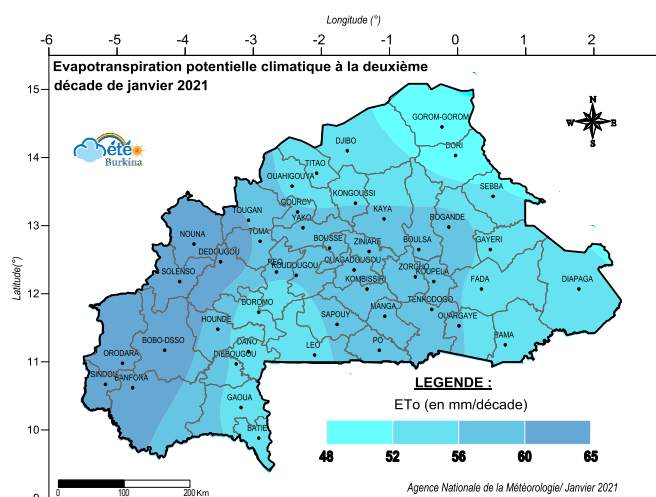 Longitude (°)
-6 -5 -4 -3 -2 -1 0 1 2
Evapotranspiration potentielle climatique à la deuxième
décade de janvier 2021
15
GOROM-GOROM
N
W E
S
météo
Burkina
DJIBO
DORI
14
TITAO
OUAHIGOUYA
SEBBA
KONGOUSSI
GOURCY
KAYA
TOUGAN
YAKO
BOGANDE
13
NOUNA
TOMA
BOUSSE
ZINIARE
BOULSA
GAYERI
DEDOUGOU
REO
KOUDOUGOU
OUAGADOUGOU
ZORGHO
KOUPELA
SOLENSO
KOMBISSIRI
FADA
DIAPAGA
Latitude(°)
12
BOROMO
TENKODOGO
HOUNDE
SAPOUY
MANGA
OUARGAYE
BOBO-DSSO
DANO
LEO
PO
PAMA
ORODARA
DIEBOUGOU
11
SINDOU
BANFORA
LEGENDE :
GAOUA
ETo (en mm/décade)
10
BATIE
48 52 56 60 65
9
0 100 200 Km
Agence Nationale de la Météorologie/ Janvier 2021